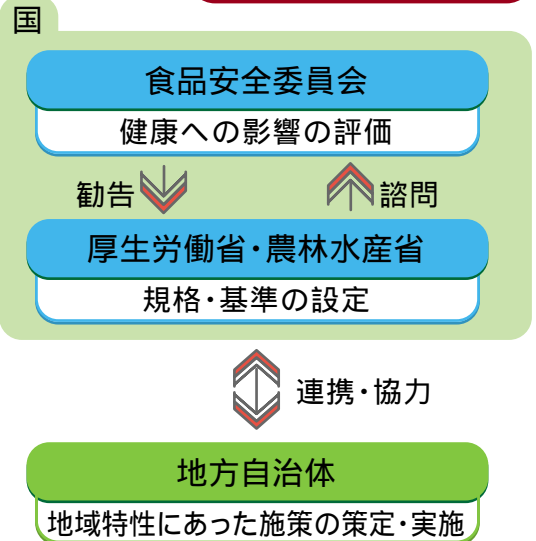 国
食品安全委員会
健康への影響の評価
勧告 諮問
厚生労働省・農林水産省
規格・基準の設定
連携・協力
地方自治体
地域特性にあった施策の策定・実施